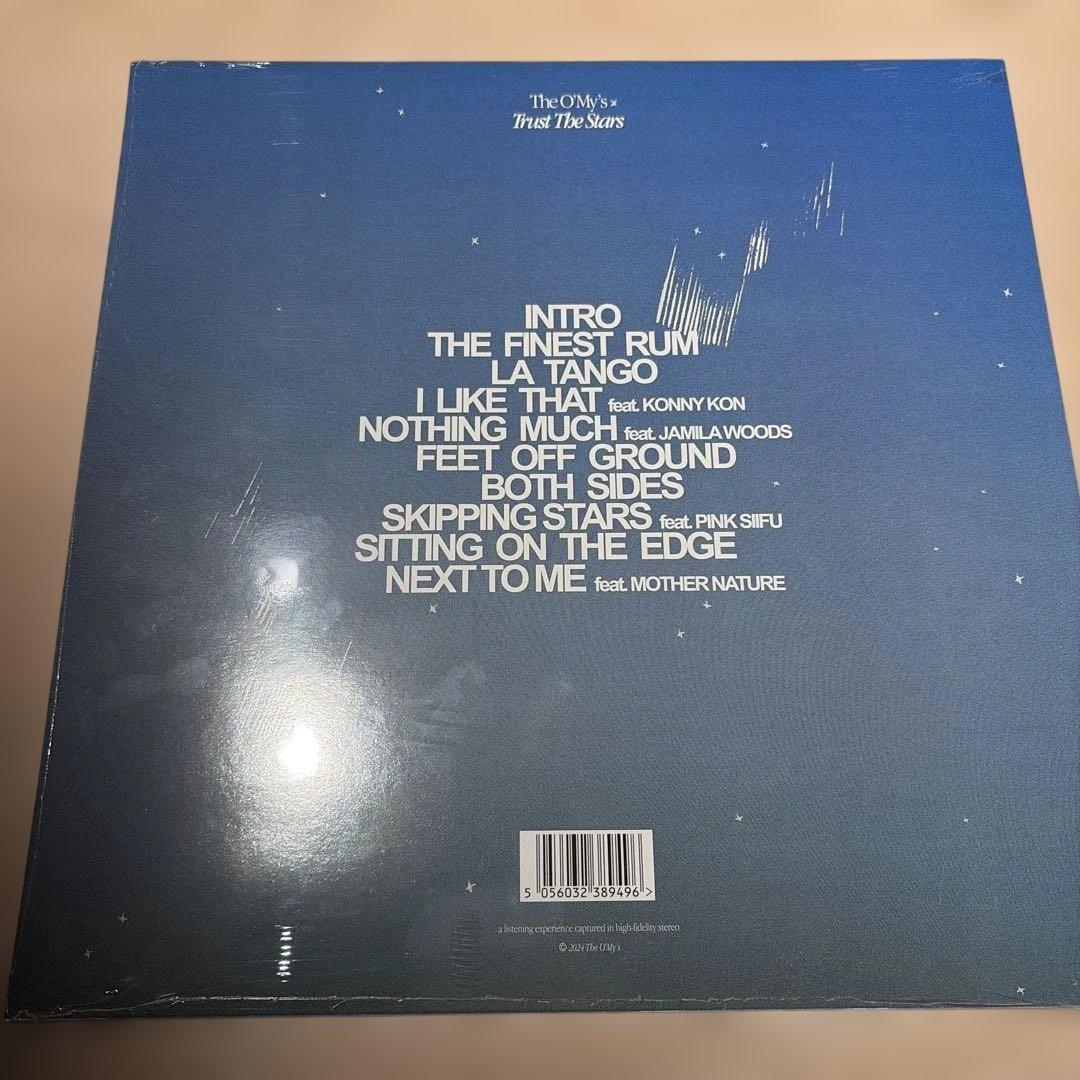 The O'My's
Trust The Stars
INTRO
THE FINEST RUM
LA TANGO
I LIKE THAT feat. KONNY KON
NOTHING MUCH feat. JAMILA WOODS
FEET OFF GROUND
BOTH SIDES
SKIPPING STARS feat. PINK SIIFU
SITTING ON THE EDGE
NEXT TO ME feat. MOTHER NATURE
5 056032 389496 >
a listening experience captured in high-fidelity stereo
© 2024 The O'My's